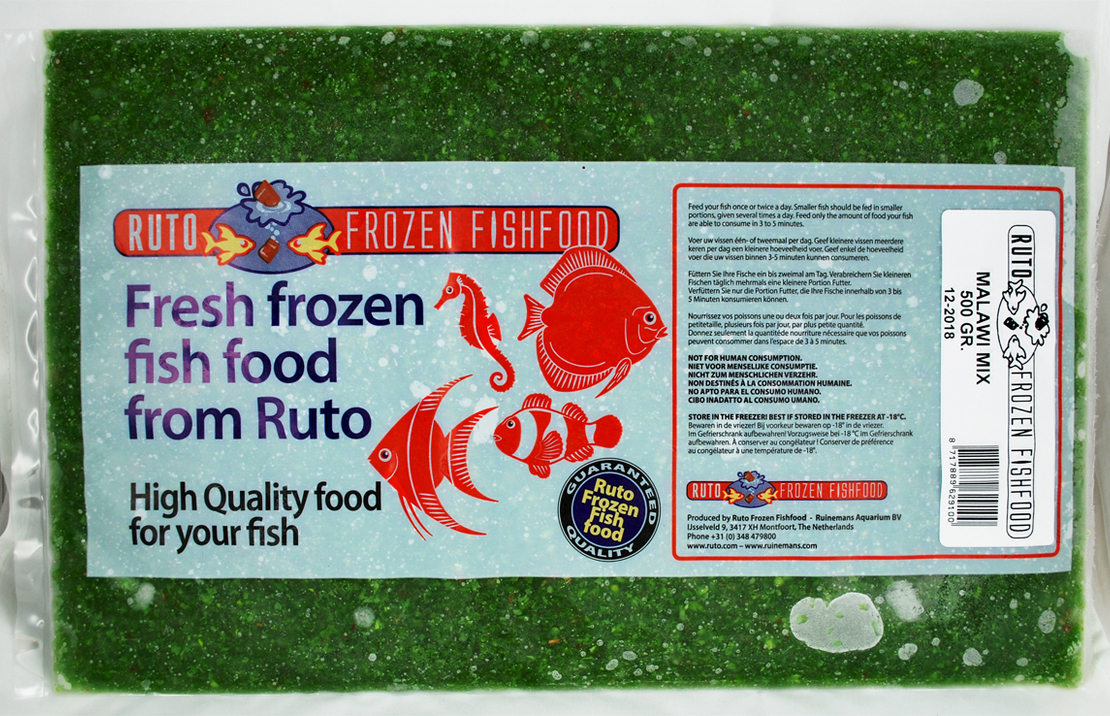 RUTO FROZEN FISHFOOD
Fresh frozen
fish food
from Ruto
High Quality food
for your fish
GUARANTEED
Ruto
Frozen
Fish
food
QUALITY
Feed your fish once or twice a day. Smaller fish should be fed in smaller
portions, given several times a day. Feed only the amount of food your fish
are able to consume in 3 to 5 minutes.
Voer uw vissen één- of tweemaal per dag. Geef kleinere vissen meerdere
keren per dag een kleinere hoeveelheid voer. Geef enkel de hoeveelheid
voer die uw vissen binnen 3-5 minuten kunnen consumeren.
Füttern Sie Ihre Fische ein bis zweimal am Tag. Verabreichern Sie kleineren
Fischen täglich mehrmals eine kleinere Portion Futter.
Verfüttern Sie nur die Portion Futter, die Ihre Fische innerhalb von 3 bis
5 Minuten konsumieren können.
Nourrissez vos poissons une ou deux fois par jour. Pour les poissons de
petitetaille, plusieurs fois par jour, par plus petite quantité.
Donnez seulement la quantitéde nourriture nécessaire que vos poissons
peuvent consommer dans l'espace de 3 à 5 minutes.
NOT FOR HUMAN CONSUMPTION.
NIET VOOR MENSELIJKE CONSUMPTIE.
NICHT ZUM MENSCHLICHEN VERZEHR.
NON DESTINÉS À LA CONSOMMATION HUMAINE.
NO APTO PARA EL CONSUMO HUMANO.
CIBO INADATTO AL CONSUMO UMANO.
STORE IN THE FREEZER! BEST IF STORED IN THE FREEZER AT -18°C.
Bewaren in de vriezer! Bij voorkeur bewaren op -18° in de vriezer.
Im Gefrierschrank aufbewahren! Vorzugsweise bei -18 °C im Gefrierschrank
aufbewahren. À conserver au congélateur! Conserver de préférence
au congélateur à une température de -18°.
RUTO FROZEN FISHFOOD
Produced by Ruto Frozen Fishfood - Ruinemans Aquarium BV
IJsselveld 9, 3417 XH Montfoort, The Netherlands
Phone +31 (0) 348 479800
www.ruto.com – www.ruinemans.com
RUTO FROZEN FISHFOOD
MALAWI MIX
500 GR.
12-2018
8 717889 629100